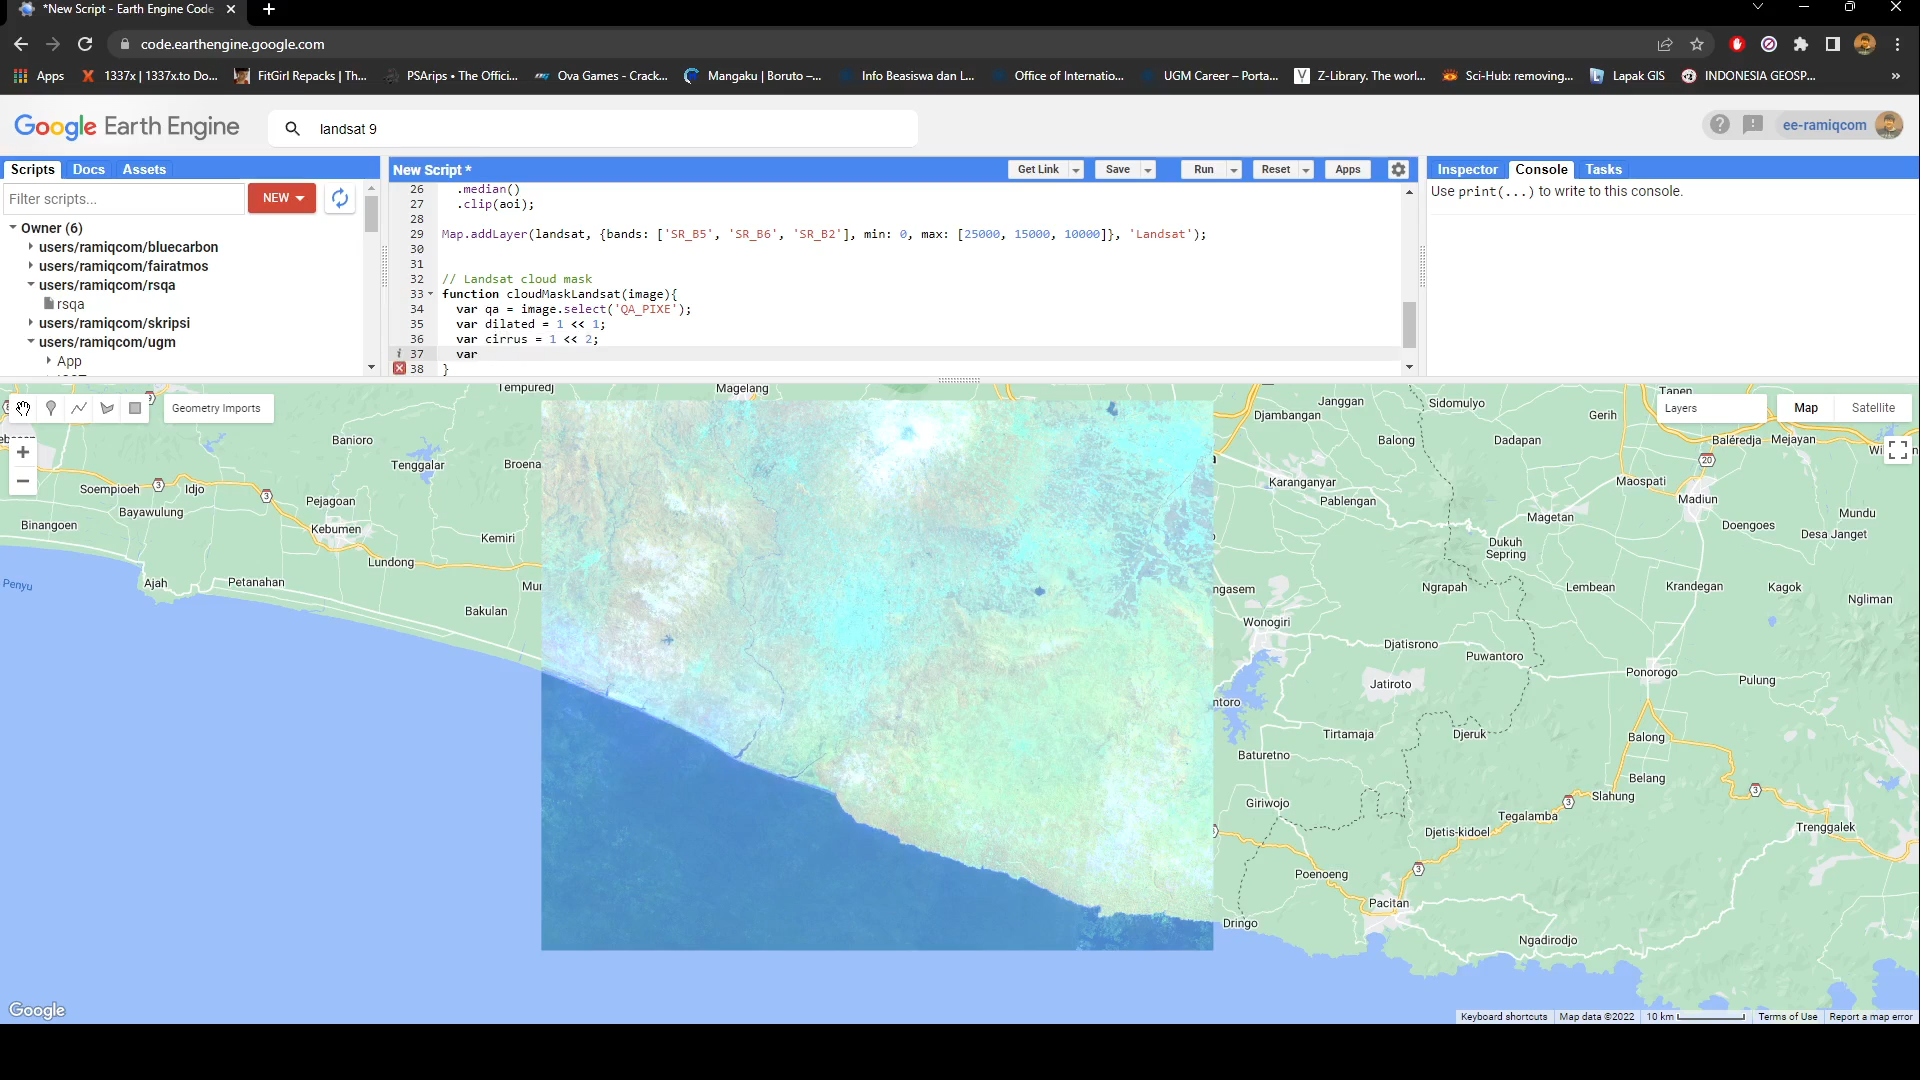 *New Script - Earth Engine Code
code.earthengine.google.com
Apps
1337x | 1337x.to Do...
FitGirl Repacks | Th...
PSArips • The Offici...
Ova Games - Crack...
Mangaku | Boruto -...
Info Beasiswa dan L...
Office of Internatio...
UGM Career – Porta...
Z-Library. The worl...
Sci-Hub: removing...
Lapak GIS
INDONESIA GEOSP...
Google Earth Engine
landsat 9
ee-ramiqcom
Scripts Docs Assets
Filter scripts...
NEW
Owner (6)
users/ramiqcom/bluecarbon
users/ramiqcom/fairatmos
users/ramiqcom/rsqa
rsqa
users/ramiqcom/skripsi
users/ramiqcom/ugm
App
New Script *
Get Link Save Run Reset Apps
26 .median()
27 .clip(aoi);
28
29 Map.addLayer(landsat, {bands: ['SR_B5', 'SR_B6', 'SR_B2'], min: 0, max: [25000, 15000, 10000]}, 'Landsat');
30
31
32 // Landsat cloud mask
33 function cloudMaskLandsat(image){
34 var qa = image.select('QA_PIXE');
35 var dilated = 1 << 1;
36 var cirrus = 1 << 2;
37 var
38 }
Inspector Console Tasks
Use print(...) to write to this console.
Geometry Imports
Layers
Map Satellite
Tempuredj
Magelang
Djambangan
Janggan
Sidomulyo
Tanen
Gerih
Banioro
Balong
Dadapan
Baléredja
Mejayan
Tenggalar
Broena
Karanganyar
Pablengan
20
Maospati
Madiun
Soempioeh
3
Idjo
3
Pejagoan
Bayawulung
Binangoen
Kebumen
Kemiri
Magetan
Mundu
Doengoes
Desa Janget
Dukuh
Sepring
Lundong
Ajah
Petanahan
Penyu
Bakulan
ngasem
Ngrapah
Lembean
Krandegan
Kagok
Ngliman
Wonogiri
Djatisrono
Puwantoro
Ponorogo
Pulung
Jatiroto
ntoro
Tirtamaja
Djeruk
Balong
Baturetno
Belang
Slahung
3
3
Giriwojo
Tegalamba
Djetis-kidoel
Trenggalek
Poenoeng
3
Pacitan
Dringo
Ngadirodjo
Google
Keyboard shortcuts
Map data ©2022
10 km
Terms of Use
Report a map error